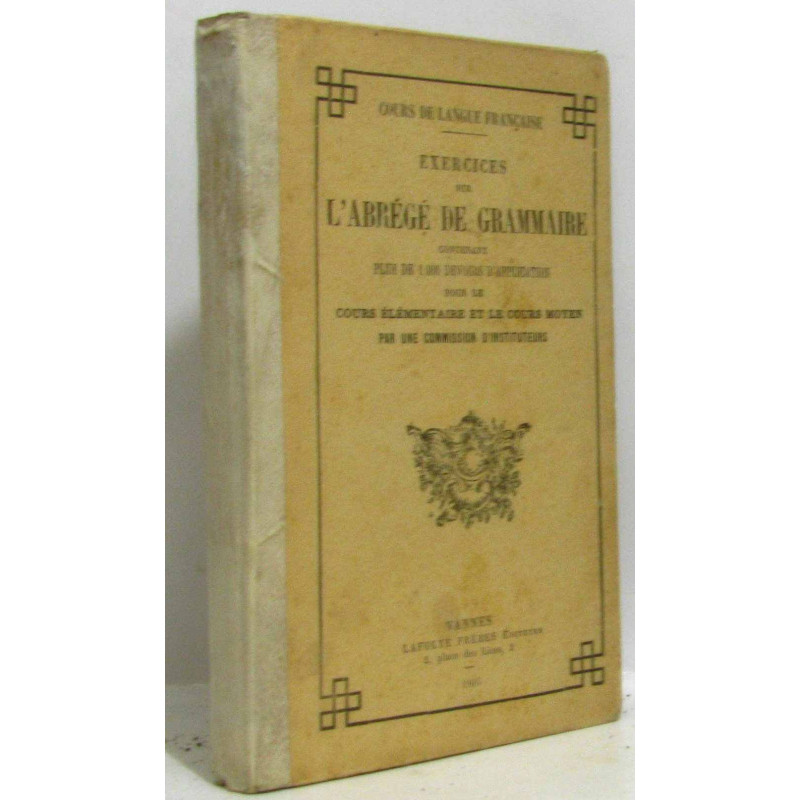 COURS DE LANGUE FRANÇAISE
EXERCICES
SUR
L'ABRÉGÉ DE GRAMMAIRE
CONTENANT
PLUS DE 1 000 DEVOIRS D'APPLICATION
POUR LE
COURS ÉLÉMENTAIRE ET LE COURS MOYEN
PAR UNE COMMISSION D'INSTITUTEURS
VANNES
LAFOLYE FRÈRES ÉDITEURS
2, place des Lices, 2